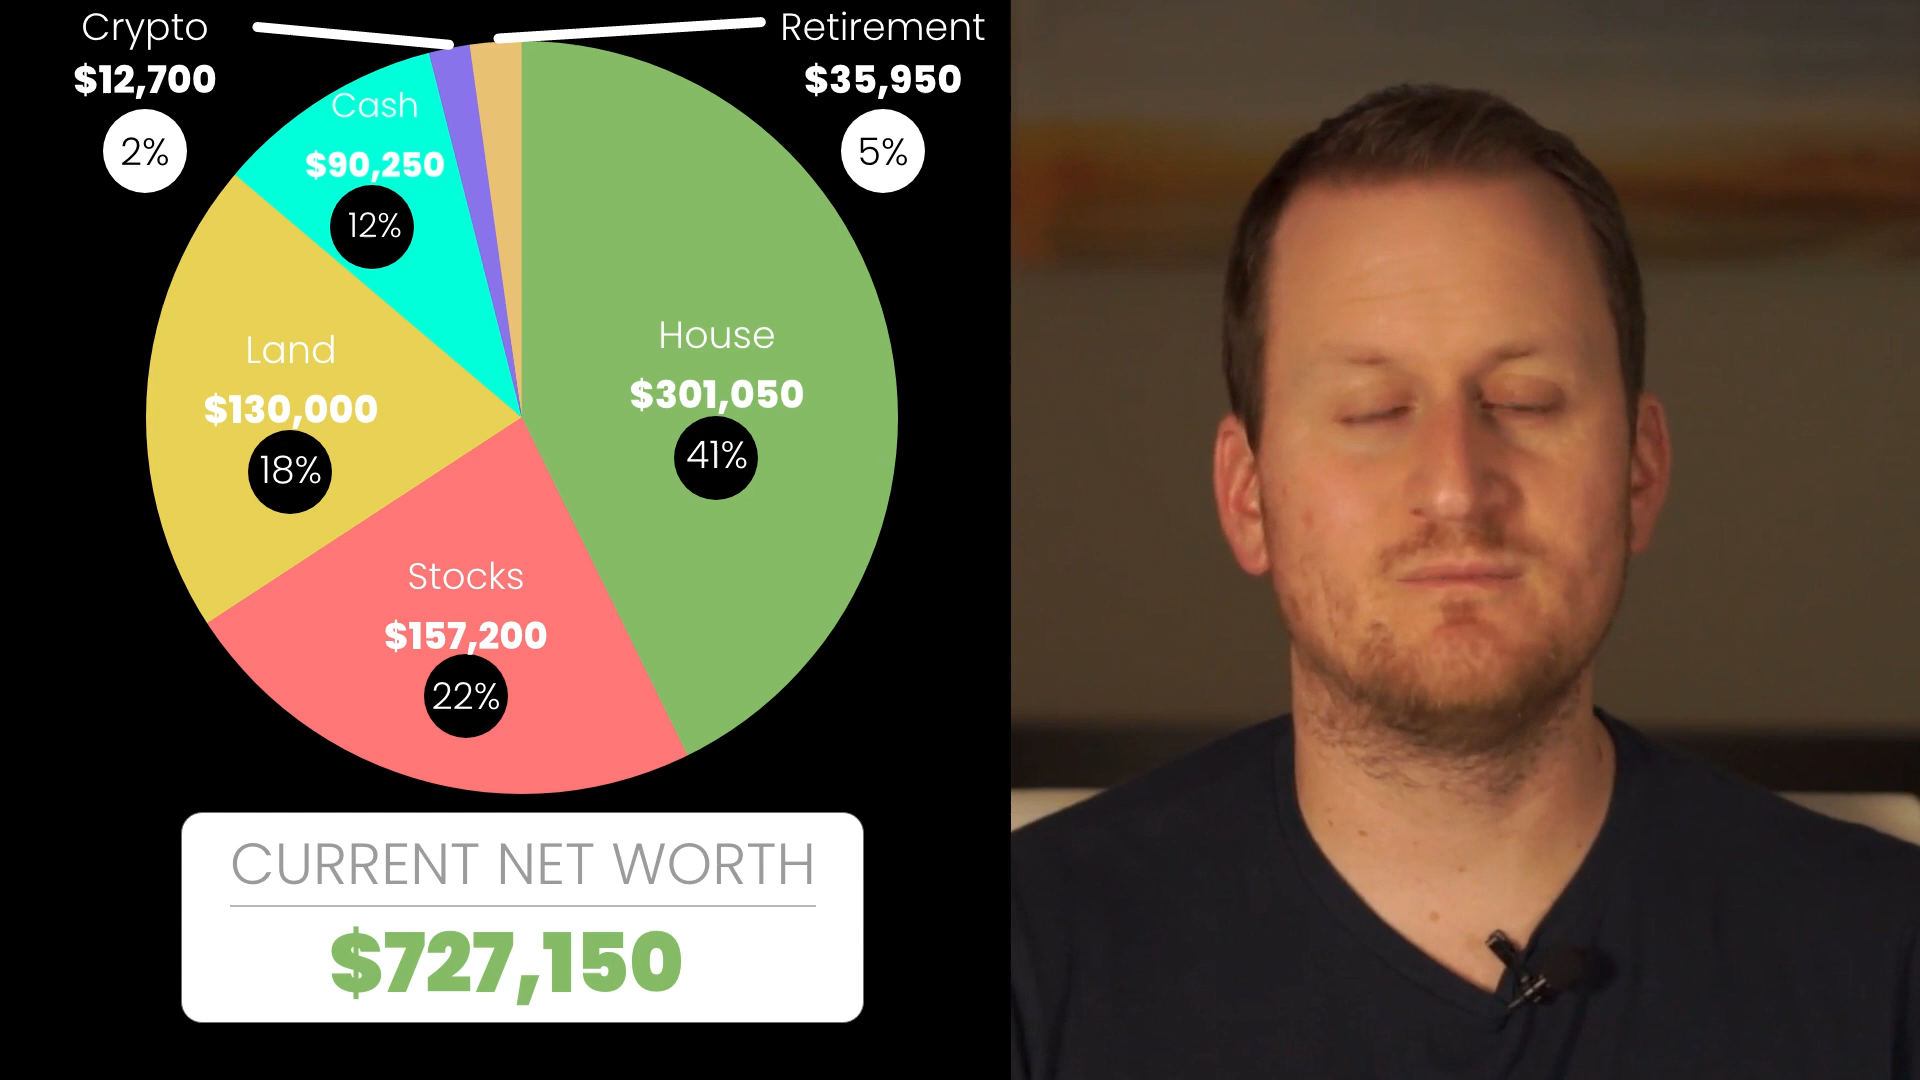 Crypto
$12,700
2%
Retirement
$35,950
5%
Cash
$90,250
12%
House
$301,050
41%
Land
$130,000
18%
Stocks
$157,200
22%
CURRENT NET WORTH
$727,150